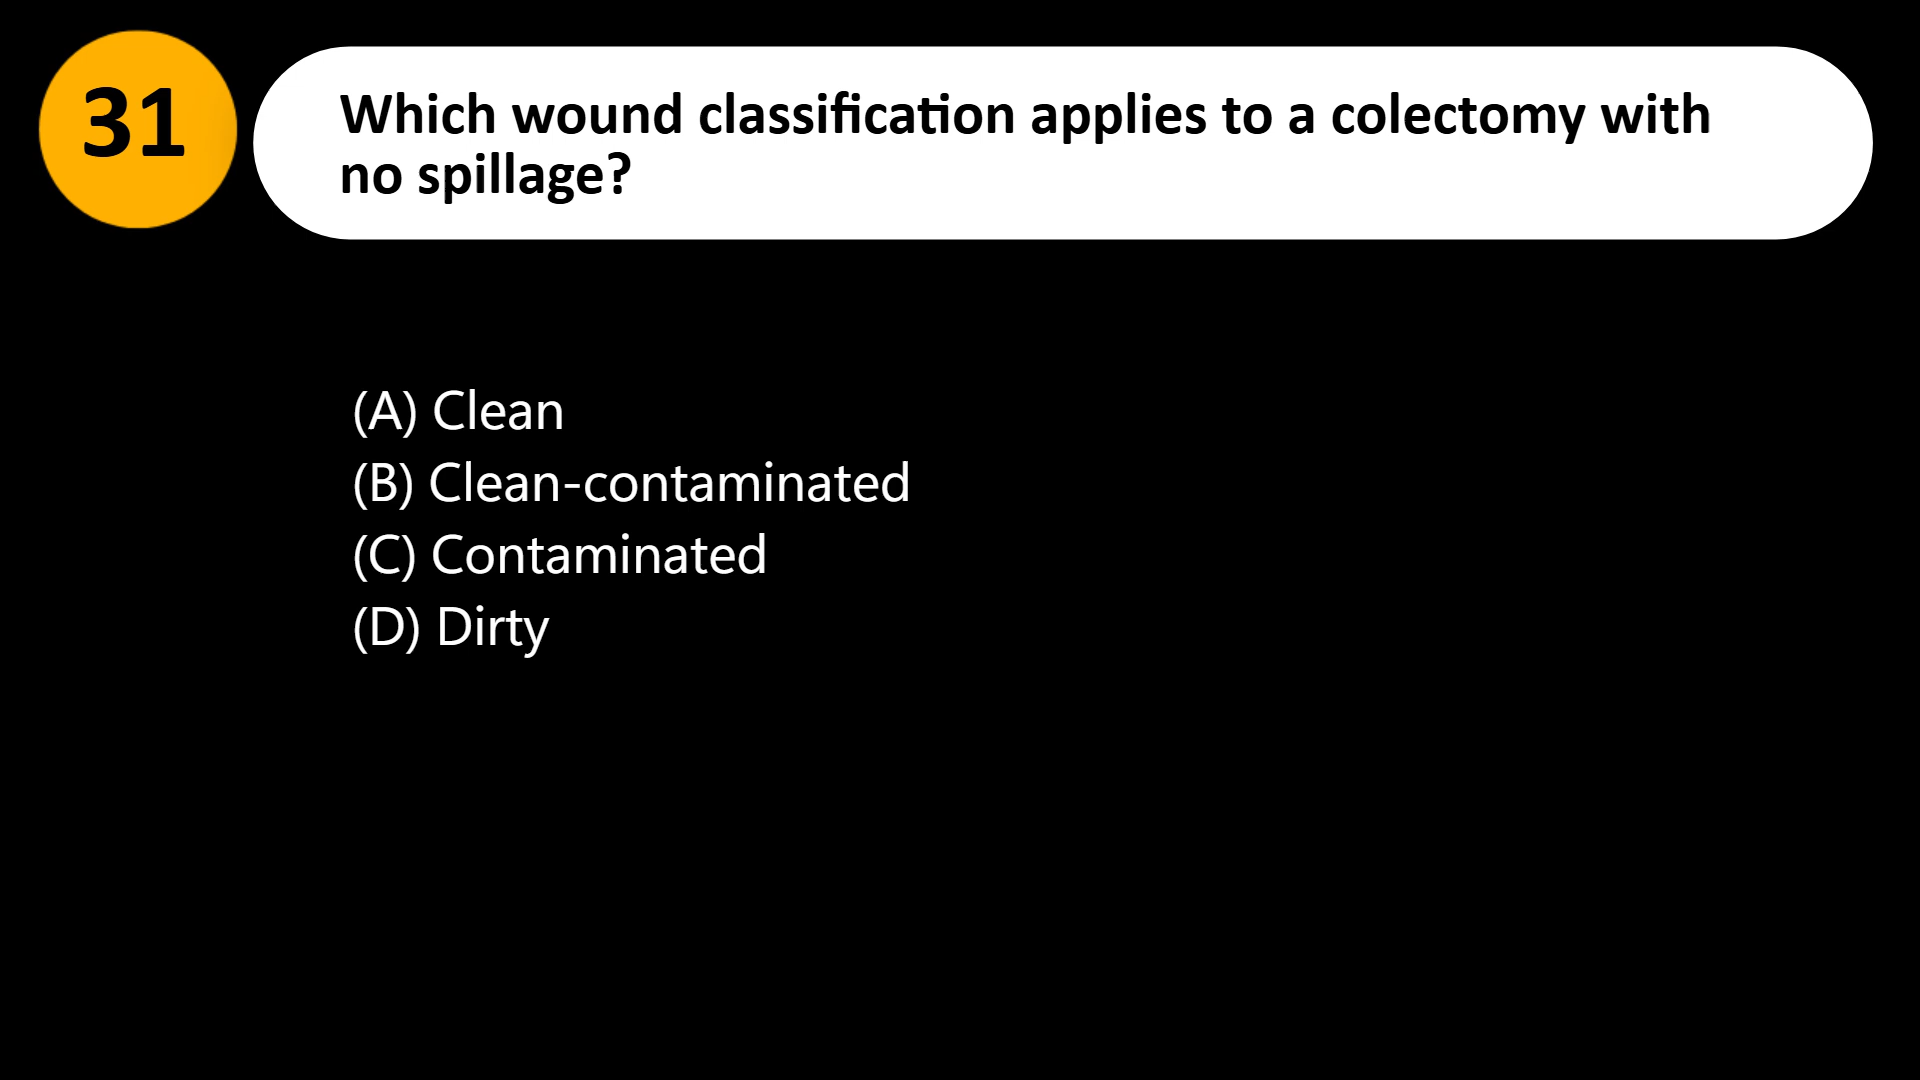 31
Which wound classification applies to a colectomy with
no spillage?
(A) Clean
(B) Clean-contaminated
(C) Contaminated
(D) Dirty